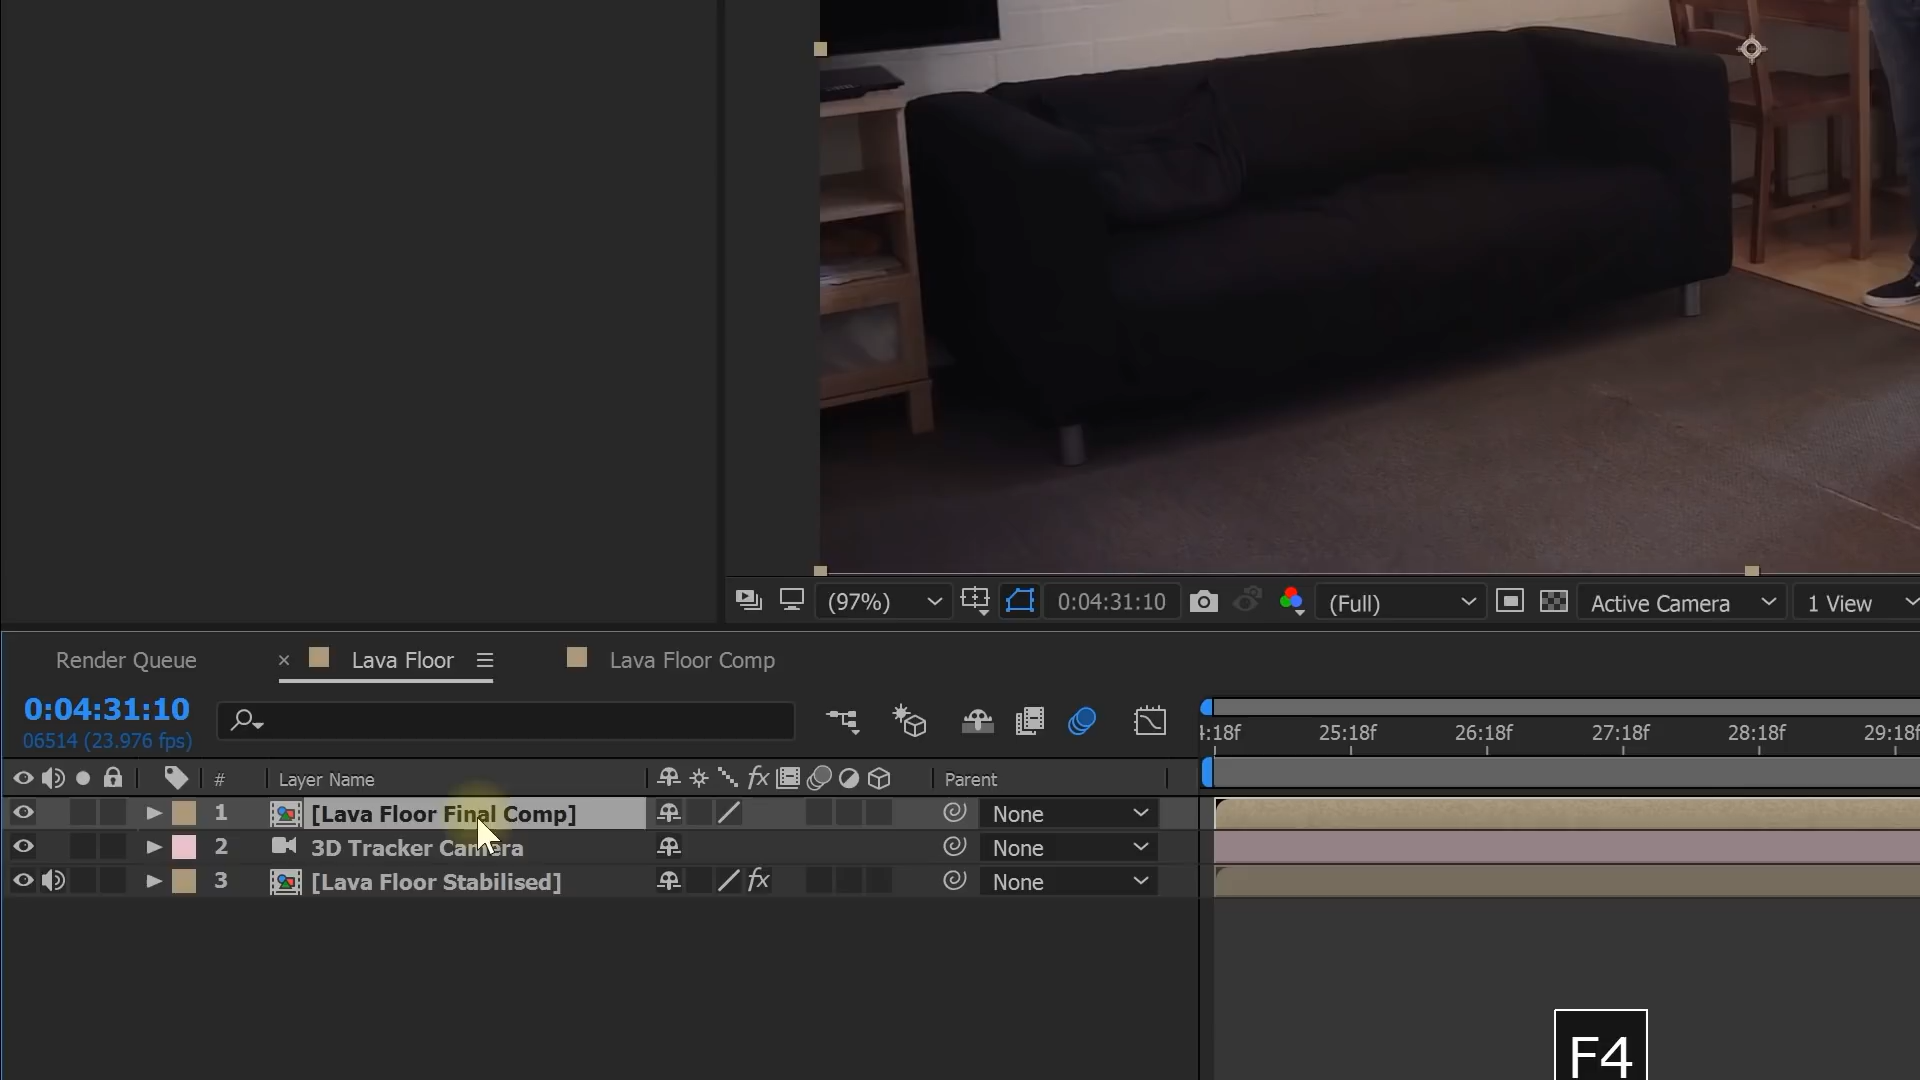 (97%) 0:04:31:10 (Full) Active Camera 1 View
Render Queue × Lava Floor Lava Floor Comp
0:04:31:10
06514 (23.976 fps)
:18f 25:18f 26:18f 27:18f 28:18f 29:18f
# Layer Name fx Parent
1 [Lava Floor Final Comp] None
2 3D Tracker Camera None
3 [Lava Floor Stabilised] fx None
F4